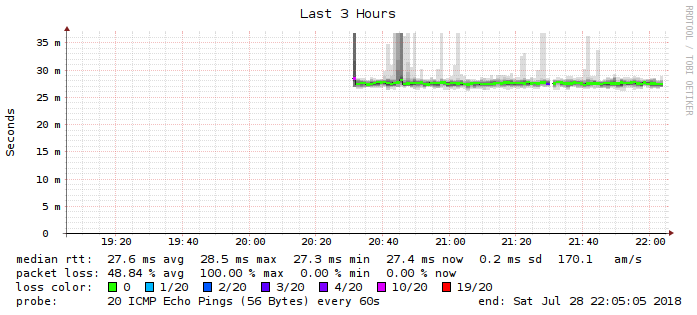 Last 3 Hours
RRDTOOL / TOBI OETIKER
Seconds
35 m
30 m
25 m
20 m
15 m
10 m
5 m
0
19:20 19:40 20:00 20:20 20:40 21:00 21:20 21:40 22:00
median rtt: 27.6 ms avg 28.5 ms max 27.3 ms min 27.4 ms now 0.2 ms sd 170.1 am/s
packet loss: 48.84 % avg 100.00 % max 0.00 % min 0.00 % now
loss color: 0 1/20 2/20 3/20 4/20 10/20 19/20
probe: 20 ICMP Echo Pings (56 Bytes) every 60s end: Sat Jul 28 22:05:05 2018